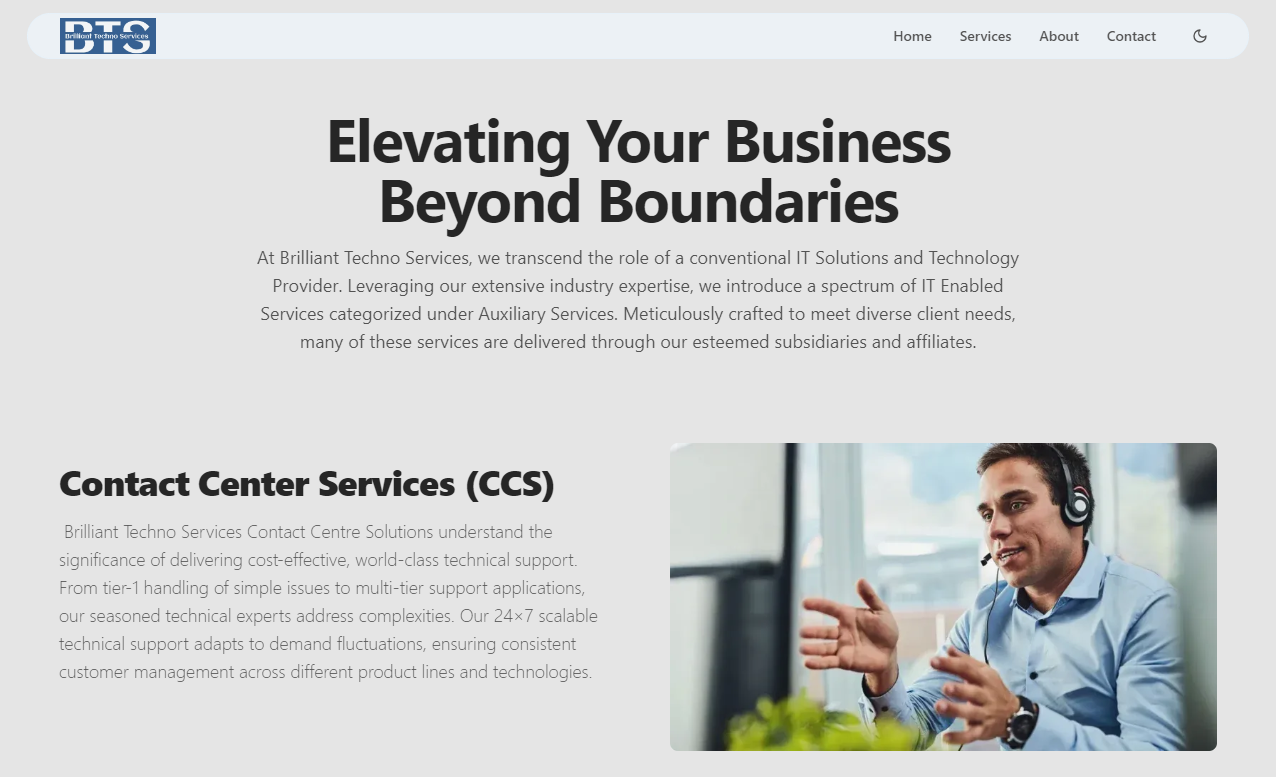 BTS
Brilliant Techno Services
Home
Services
About
Contact
Elevating Your Business
Beyond Boundaries
At Brilliant Techno Services, we transcend the role of a conventional IT Solutions and Technology
Provider. Leveraging our extensive industry expertise, we introduce a spectrum of IT Enabled
Services categorized under Auxiliary Services. Meticulously crafted to meet diverse client needs,
many of these services are delivered through our esteemed subsidiaries and affiliates.
Contact Center Services (CCS)
Brilliant Techno Services Contact Centre Solutions understand the
significance of delivering cost-effective, world-class technical support.
From tier-1 handling of simple issues to multi-tier support applications,
our seasoned technical experts address complexities. Our 24×7 scalable
technical support adapts to demand fluctuations, ensuring consistent
customer management across different product lines and technologies.